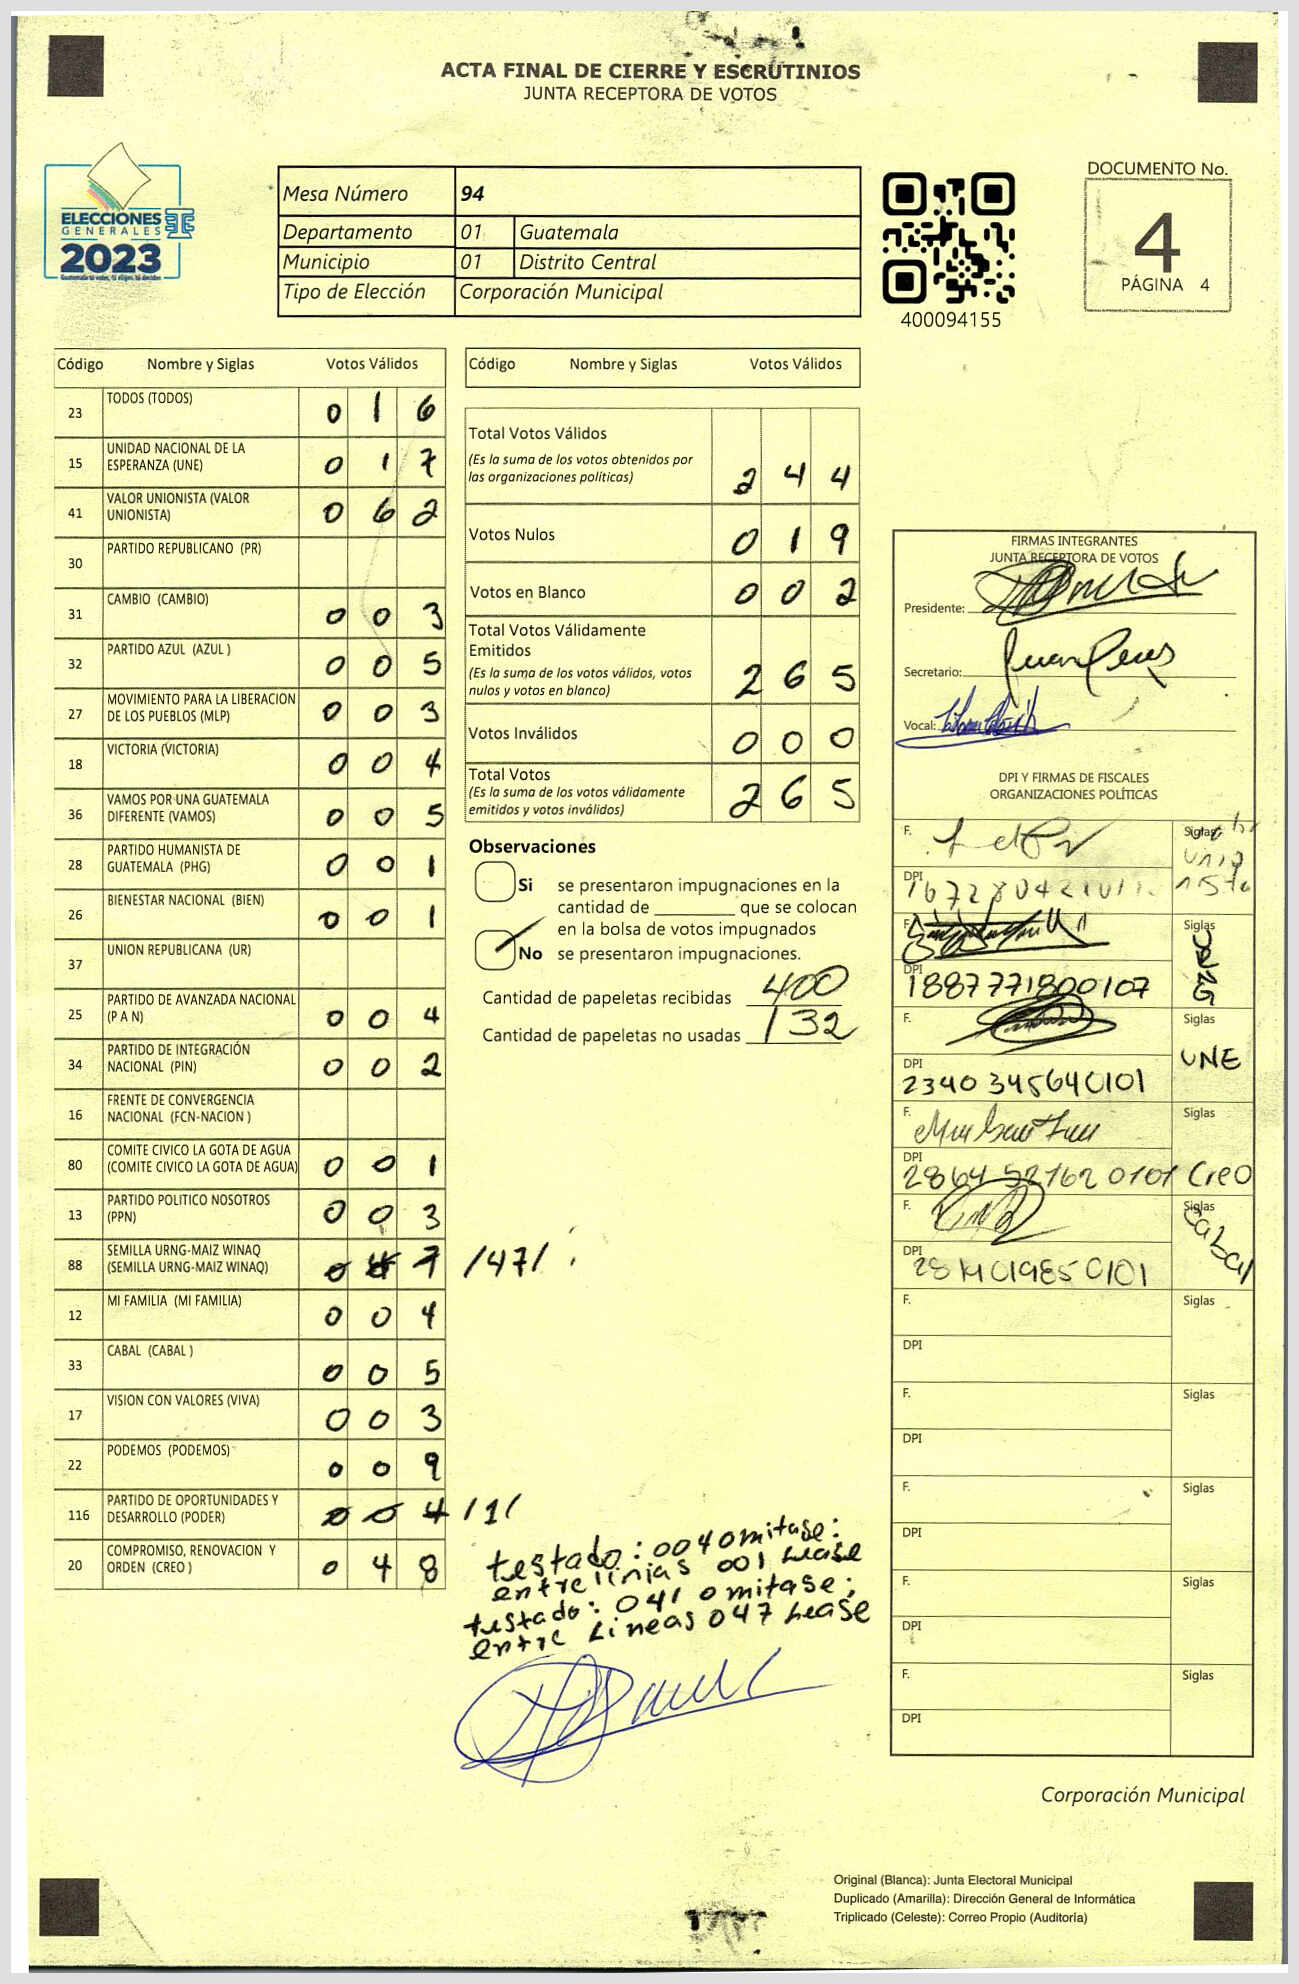 ACTA FINAL DE CIERRE Y ESCRUTINIOS
JUNTA RECEPTORA DE VOTOS
ELECCIONES
GENERALES
2023
Mesa Número 94
Departamento 01 Guatemala
Municipio 01 Distrito Central
Tipo de Elección Corporación Municipal
400094155
DOCUMENTO No.
4
PÁGINA 4
Código Nombre y Siglas Votos Válidos
23 TODOS (TODOS) 0 1 6
15 UNIDAD NACIONAL DE LA
ESPERANZA (UNE) 0 1 7
41 VALOR UNIONISTA (VALOR
UNIONISTA) 0 6 2
30 PARTIDO REPUBLICANO (PR)
31 CAMBIO (CAMBIO) 0 0 3
32 PARTIDO AZUL (AZUL ) 0 0 5
27 MOVIMIENTO PARA LA LIBERACION
DE LOS PUEBLOS (MLP) 0 0 3
18 VICTORIA (VICTORIA) 0 0 4
36 VAMOS POR UNA GUATEMALA
DIFERENTE (VAMOS) 0 0 5
28 PARTIDO HUMANISTA DE
GUATEMALA (PHG) 0 0 1
26 BIENESTAR NACIONAL (BIEN) 0 0 1
37 UNION REPUBLICANA (UR)
25 PARTIDO DE AVANZADA NACIONAL
(P A N) 0 0 4
34 PARTIDO DE INTEGRACIÓN
NACIONAL (PIN) 0 0 2
16 FRENTE DE CONVERGENCIA
NACIONAL (FCN-NACION )
80 COMITE CIVICO LA GOTA DE AGUA
(COMITE CIVICO LA GOTA DE AGUA) 0 0 1
13 PARTIDO POLITICO NOSOTROS
(PPN) 0 0 3
88 SEMILLA URNG-MAIZ WINAQ
(SEMILLA URNG-MAIZ WINAQ) /47/
12 MI FAMILIA (MI FAMILIA) 0 0 4
33 CABAL (CABAL ) 0 0 5
17 VISION CON VALORES (VIVA) 0 0 3
22 PODEMOS (PODEMOS) 0 0 9
116 PARTIDO DE OPORTUNIDADES Y
DESARROLLO (PODER) 0 0 4 /1/
20 COMPROMISO, RENOVACION Y
ORDEN (CREO ) 0 4 8
Código Nombre y Siglas Votos Válidos
Total Votos Válidos
(Es la suma de los votos obtenidos por
las organizaciones políticas) 2 4 4
Votos Nulos 0 1 9
Votos en Blanco 0 0 2
Total Votos Válidamente
Emitidos
(Es la suma de los votos válidos, votos
nulos y votos en blanco) 2 6 5
Votos Inválidos 0 0 0
Total Votos
(Es la suma de los votos válidamente
emitidos y votos inválidos) 2 6 5
Observaciones
Si se presentaron impugnaciones en la
cantidad de ________ que se colocan
en la bolsa de votos impugnados
No se presentaron impugnaciones.
Cantidad de papeletas recibidas 400
Cantidad de papeletas no usadas 132
testado: 004 omitase:
entre linias 001 Lease
testado: 041 omitase;
entre Lineas 047 Lease
FIRMAS INTEGRANTES
JUNTA RECEPTORA DE VOTOS
Presidente:
Secretario: Juan Perez
Vocal:
DPI Y FIRMAS DE FISCALES
ORGANIZACIONES POLÍTICAS
F. Siglas
Unio
nista
DPI
F. Siglas
DPI 1887771800107
F. Siglas
UNE
DPI 2340 345640101
F. Siglas
DPI 2864 52162 0101 Creo
F. Siglas
Cabal
DPI
F. Siglas
DPI
F. Siglas
DPI
F. Siglas
DPI
F. Siglas
DPI
F. Siglas
DPI
Corporación Municipal
Original (Blanca): Junta Electoral Municipal
Duplicado (Amarilla): Dirección General de Informática
Triplicado (Celeste): Correo Propio (Auditoría)